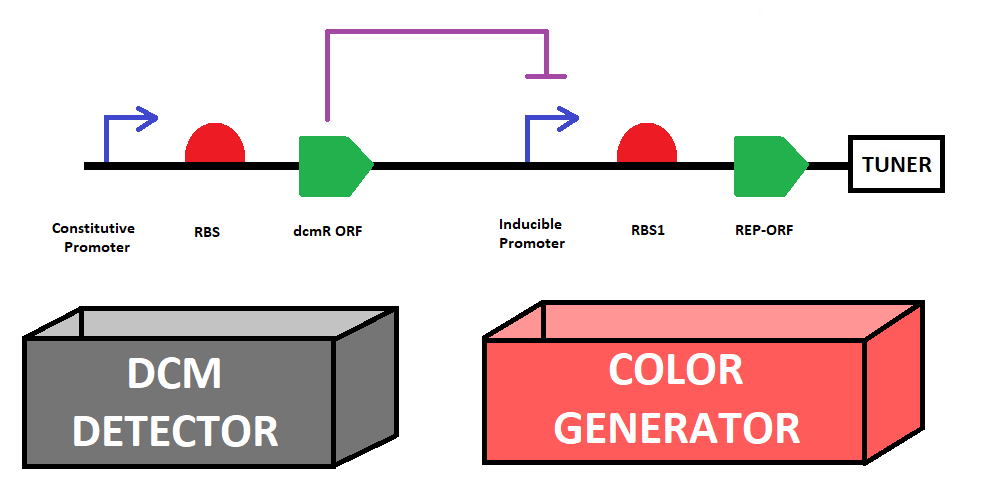 TUNER
Constitutive
Promoter
RBS
dcmR ORF
Inducible
Promoter
RBS1
REP-ORF
DCM
DETECTOR
COLOR
GENERATOR